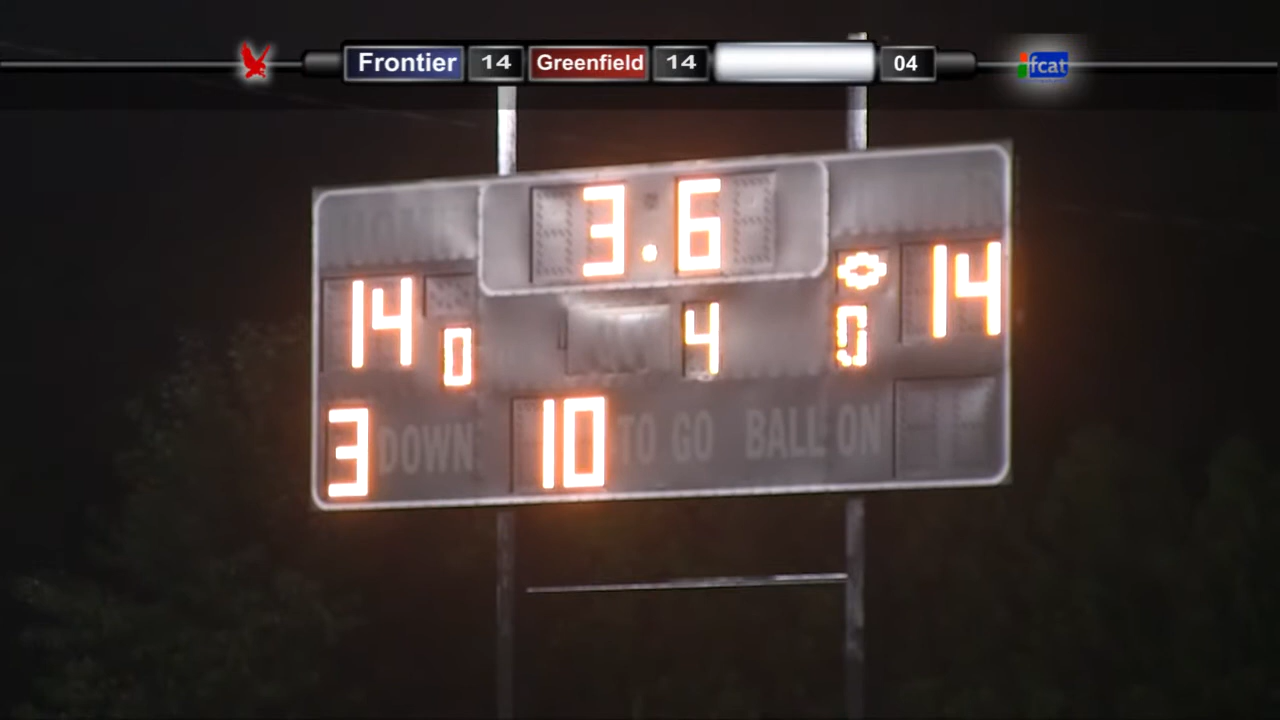 Frontier 14 Greenfield 14 04
fcat
3.6
14 0 4 0 14
3 DOWN 10 TO GO BALL ON